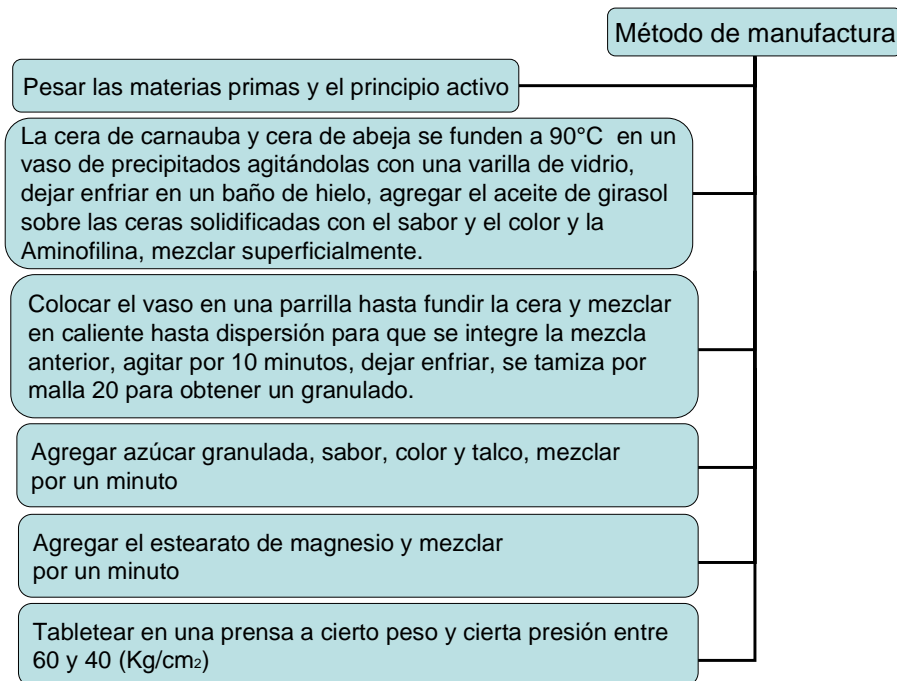 Método de manufactura
Pesar las materias primas y el principio activo
La cera de carnauba y cera de abeja se funden a 90°C en un
vaso de precipitados agitándolas con una varilla de vidrio,
dejar enfriar en un baño de hielo, agregar el aceite de girasol
sobre las ceras solidificadas con el sabor y el color y la
Aminofilina, mezclar superficialmente.
Colocar el vaso en una parrilla hasta fundir la cera y mezclar
en caliente hasta dispersión para que se integre la mezcla
anterior, agitar por 10 minutos, dejar enfriar, se tamiza por
malla 20 para obtener un granulado.
Agregar azúcar granulada, sabor, color y talco, mezclar
por un minuto
Agregar el estearato de magnesio y mezclar
por un minuto
Tabletear en una prensa a cierto peso y cierta presión entre
60 y 40 (Kg/cm₂)